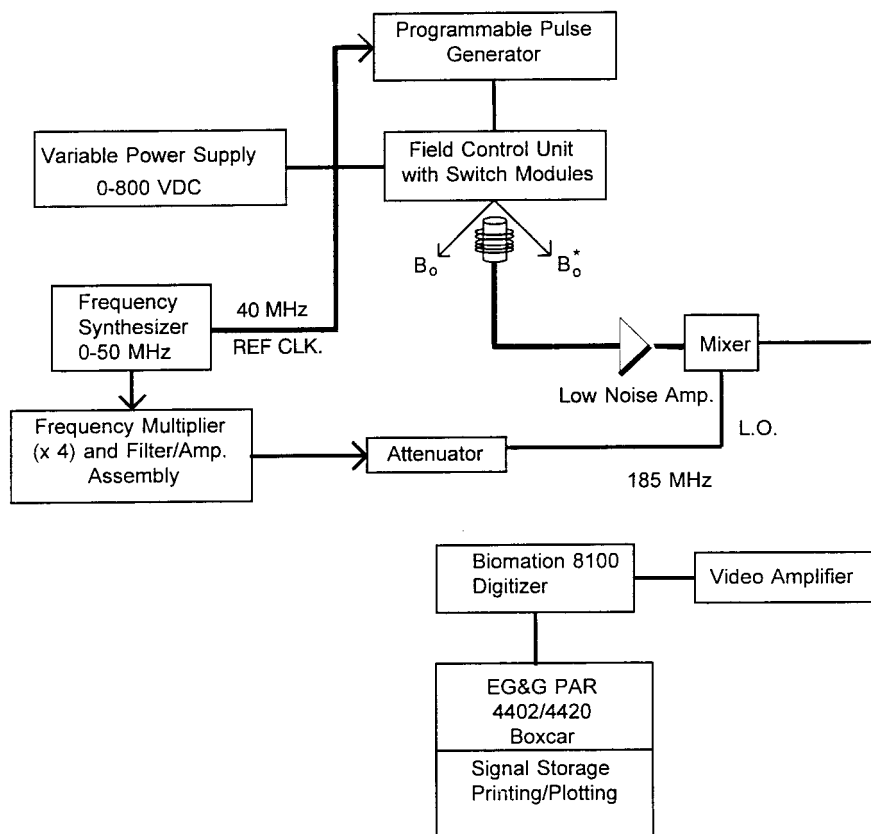 Programmable Pulse
Generator
Variable Power Supply
0-800 VDC
Field Control Unit
with Switch Modules
B_o
B_o^*
Frequency
Synthesizer
0-50 MHz
40 MHz
REF CLK.
Mixer
Low Noise Amp.
L.O.
Frequency Multiplier
(x 4) and Filter/Amp.
Assembly
Attenuator
185 MHz
Biomation 8100
Digitizer
Video Amplifier
EG&G PAR
4402/4420
Boxcar
Signal Storage
Printing/Plotting